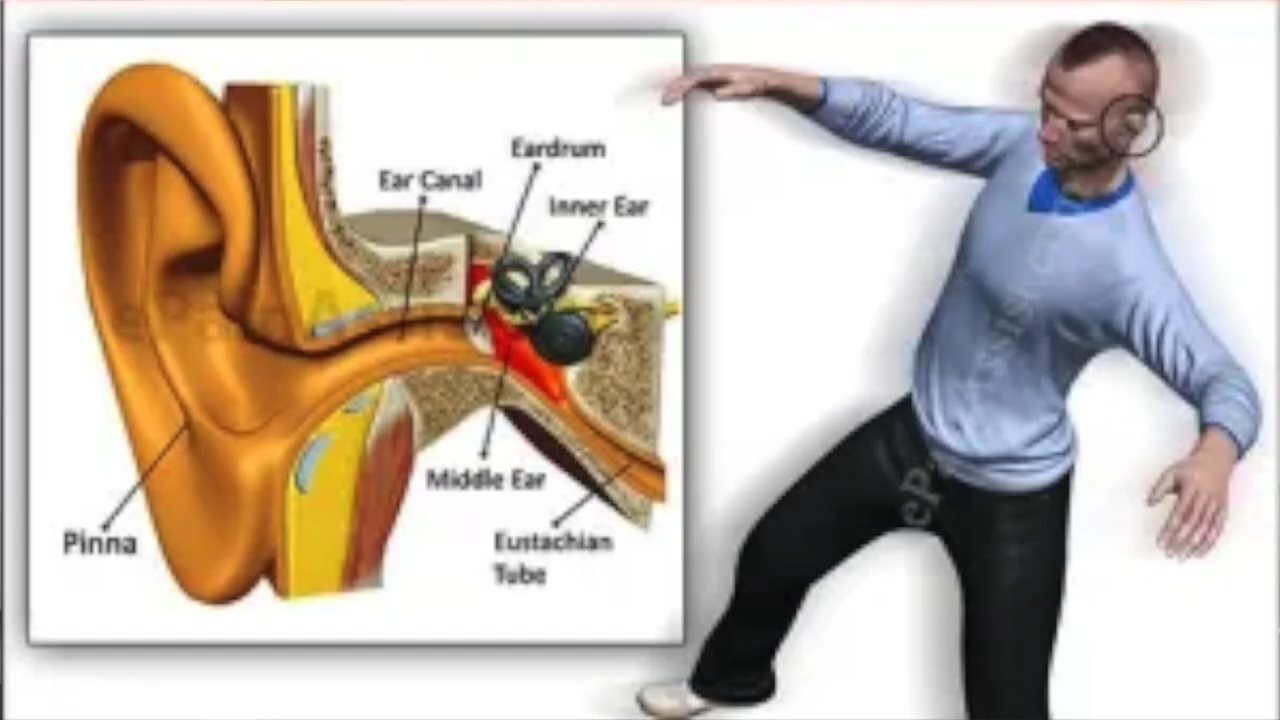 Eardrum
Ear Canal
Inner Ear
Middle Ear
Pinna
Eustachian
Tube